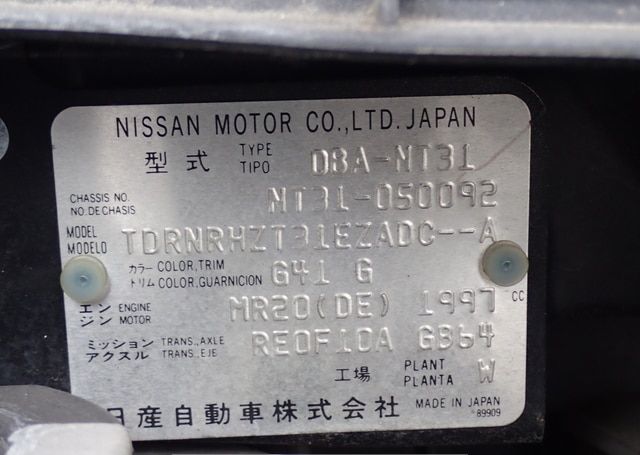 NISSAN MOTOR CO.,LTD. JAPAN
型式 TYPE TIPO DBA-NT31
CHASSIS NO. NO. DE CHASIS NT31-050092
MODEL MODELO TDRNRHZT31EZADC--A
カラー COLOR,TRIM トリム COLOR,GUARNICION G41 G
エンジン ENGINE MOTOR MR20(DE) 1997 CC
ミッション TRANS.,AXLE アクスル TRANS.,EJE RE0F10A GB64
工場 PLANT PLANTA W
日産自動車株式会社 MADE IN JAPAN
89909